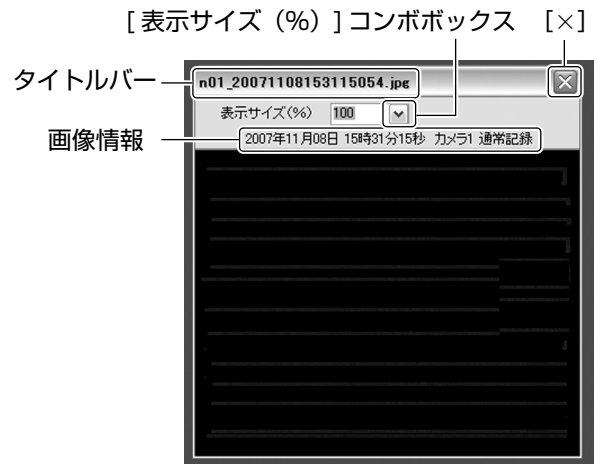 [ 表示サイズ（%）] コンボボックス [×]
タイトルバー
n01_20071108153115054.jpg
表示サイズ(%) 100
画像情報
2007年11月08日 15時31分15秒 カメラ1 通常記録